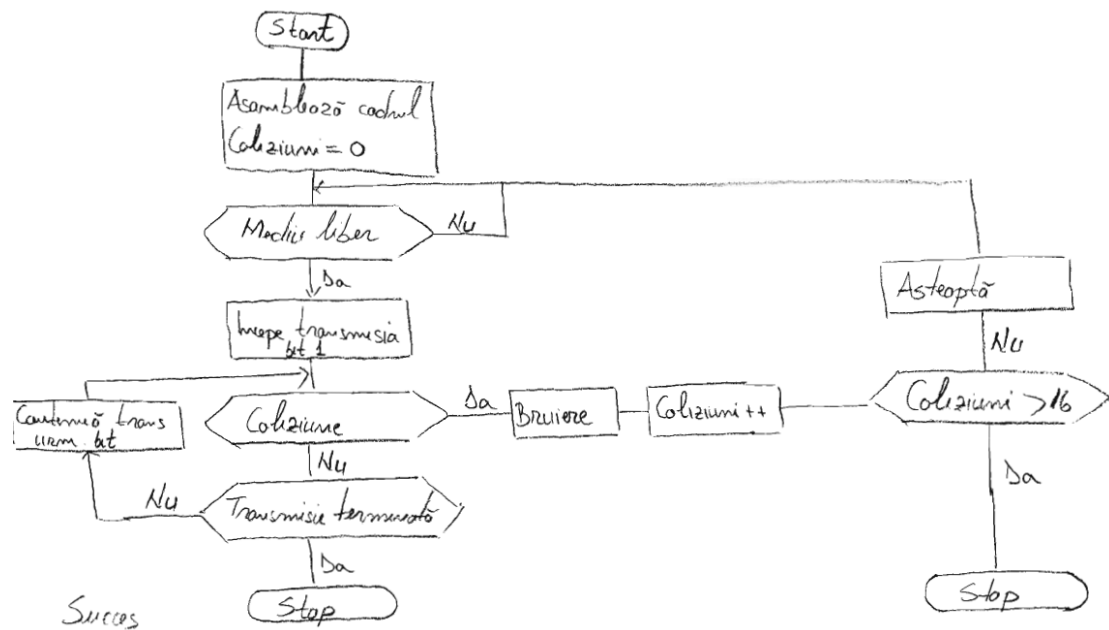 Start
Asamblează cadrul
Coliziuni = 0
Mediu liber
Nu
Da
Începe transmisia
bit 1
Așteaptă
Nu
Continuă trans
urm. bit
Coliziune
Da
Bruiere
Coliziuni ++
Coliziuni > 16
Nu
Nu
Transmisie terminată
Da
Da
Stop
Stop
Succes